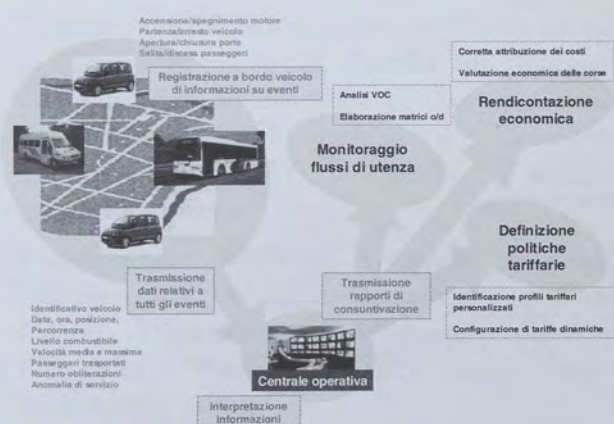 Accensione/spegnimento motore
Partenza/arresto veicolo
Apertura/chiusura porte
Salita/discesa passeggeri
Registrazione a bordo veicolo
di informazioni su eventi
Corretta attribuzione dei costi
Valutazione economica delle corse
Rendicontazione
economica
Analisi VOC
Elaborazione matrici o/d
Monitoraggio
flussi di utenza
Definizione
politiche
tariffarie
Identificazione profili tariffari
personalizzati
Configurazione di tariffe dinamiche
Trasmissione
dati relativi a
tutti gli eventi
Trasmissione
rapporti di
consuntivazione
Identificativo veicolo
Data, ora, posizione,
Percorrenza
Livello combustibile
Velocità media e massima
Passeggeri trasportati
Numero obliterazioni
Anomalie di servizio
Centrale operativa
Interpretazione
informazioni